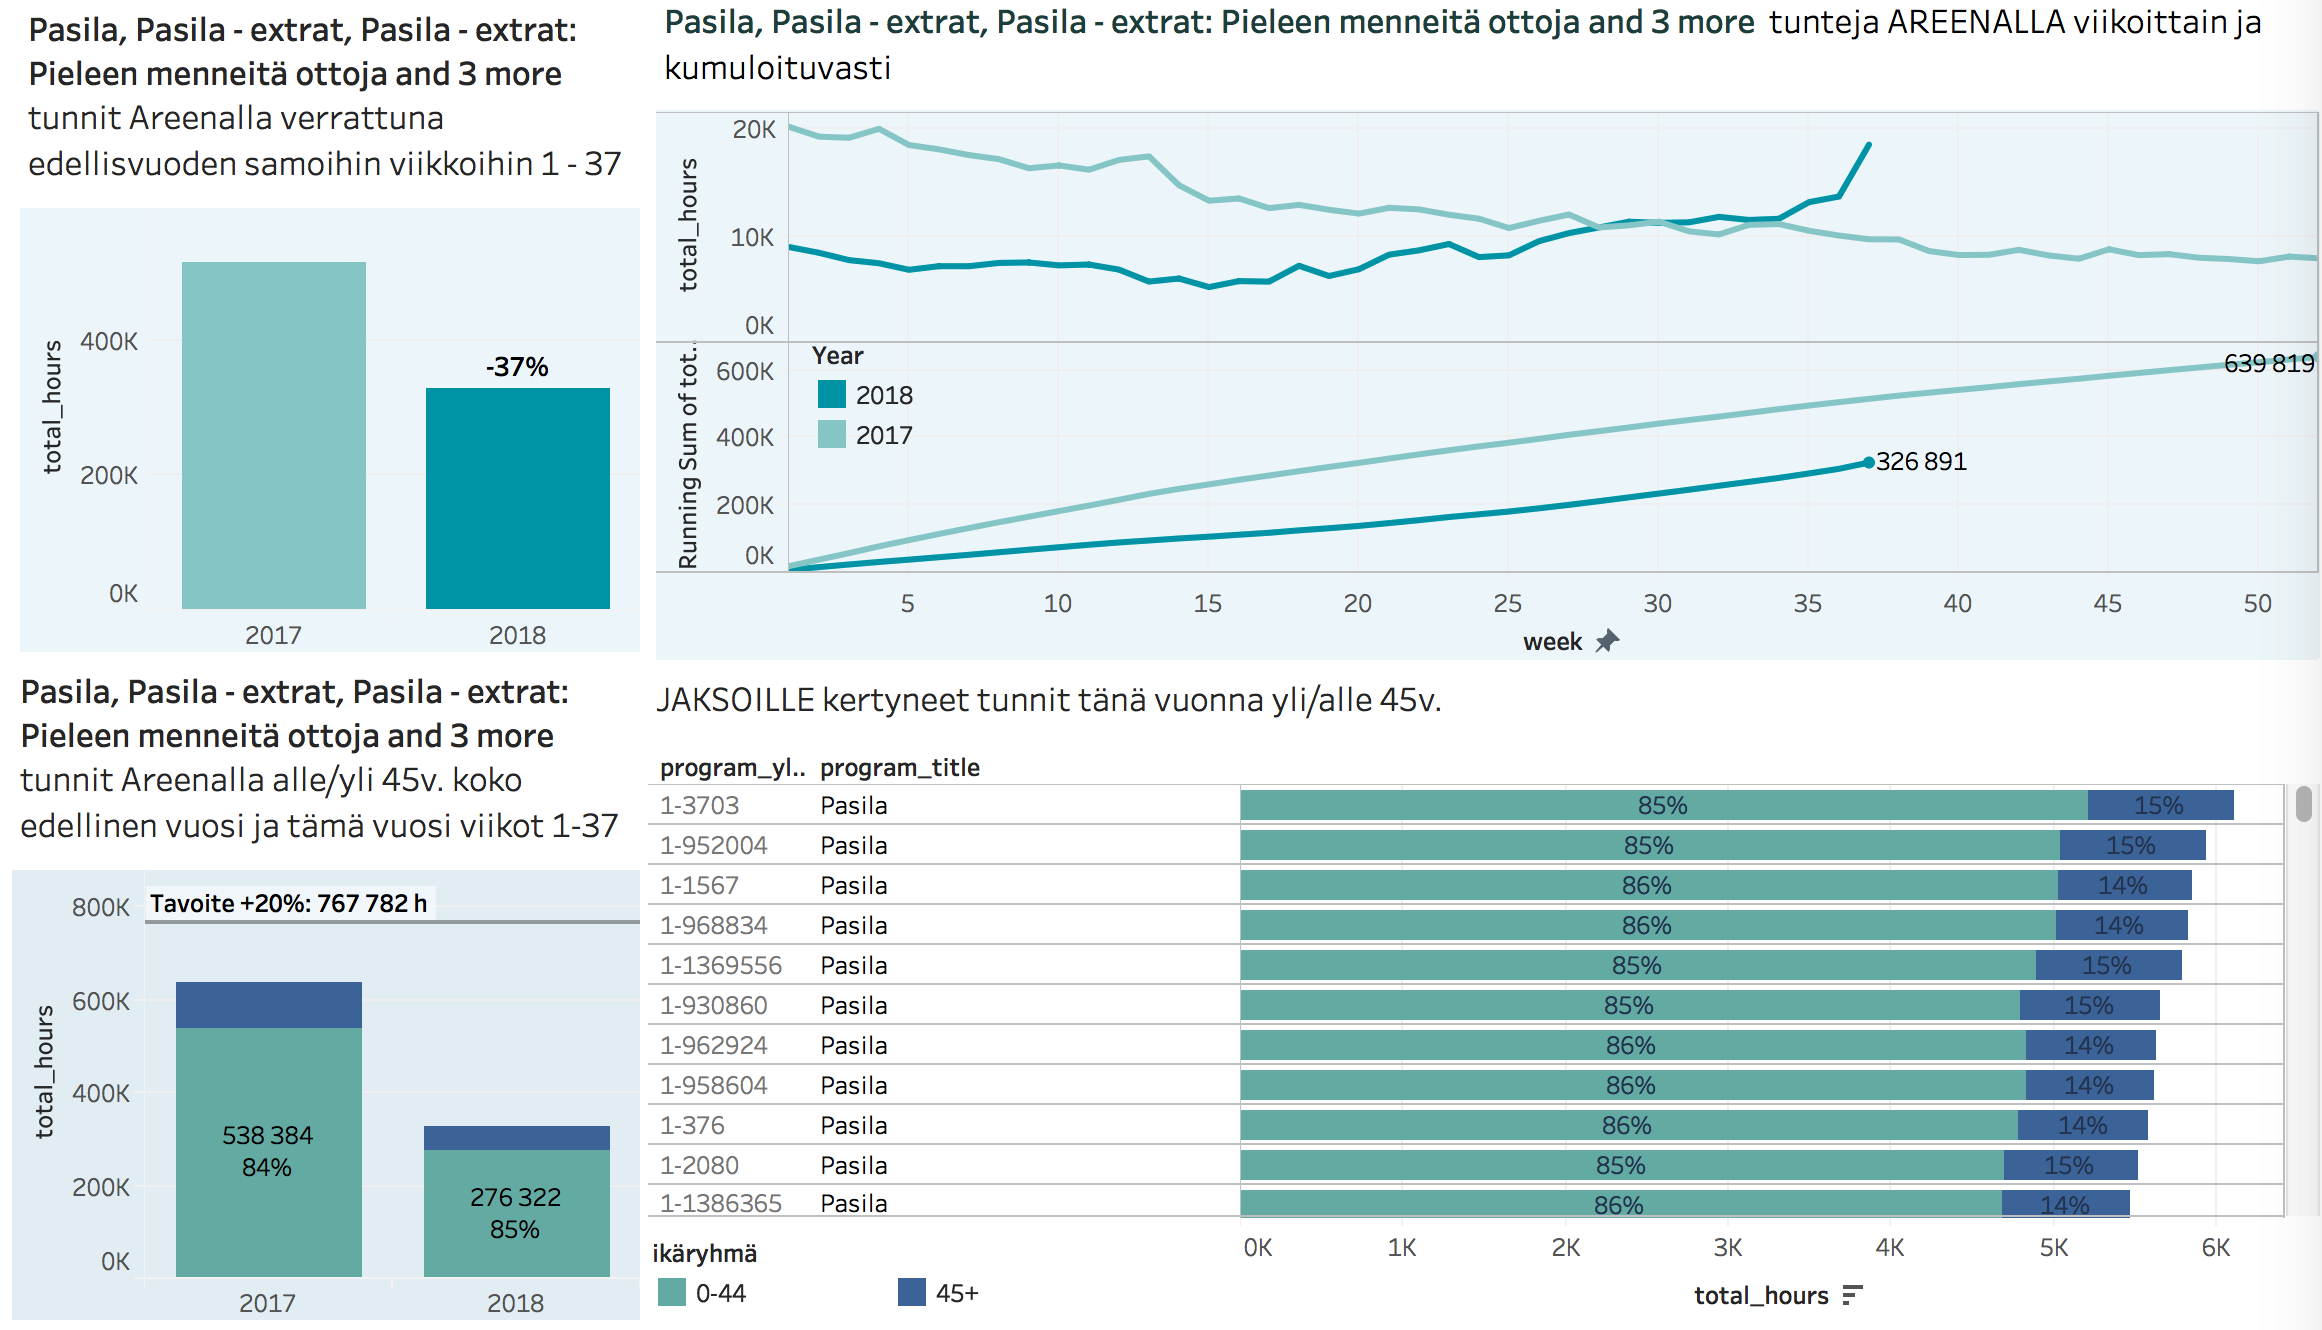 Pasila, Pasila - extrat, Pasila - extrat:
Pieleen menneitä ottoja and 3 more
tunnit Areenalla verrattuna
edellisvuoden samoihin viikkoihin 1 - 37
total_hours
400K
200K
0K
-37%
2017
2018
Pasila, Pasila - extrat, Pasila - extrat: Pieleen menneitä ottoja and 3 more tunteja AREENALLA viikoittain ja
kumuloituvasti
total_hours
20K
10K
0K
Running Sum of tot..
600K
400K
200K
0K
Year
2018
2017
639 819
326 891
5
10
15
20
25
30
35
40
45
50
week
Pasila, Pasila - extrat, Pasila - extrat:
Pieleen menneitä ottoja and 3 more
tunnit Areenalla alle/yli 45v. koko
edellinen vuosi ja tämä vuosi viikot 1-37
total_hours
800K
600K
400K
200K
0K
Tavoite +20%: 767 782 h
538 384
84%
276 322
85%
2017
2018
JAKSOILLE kertyneet tunnit tänä vuonna yli/alle 45v.
program_yl.. program_title
1-3703 Pasila 85% 15%
1-952004 Pasila 85% 15%
1-1567 Pasila 86% 14%
1-968834 Pasila 86% 14%
1-1369556 Pasila 85% 15%
1-930860 Pasila 85% 15%
1-962924 Pasila 86% 14%
1-958604 Pasila 86% 14%
1-376 Pasila 86% 14%
1-2080 Pasila 85% 15%
1-1386365 Pasila 86% 14%
0K 1K 2K 3K 4K 5K 6K
total_hours
ikäryhmä
0-44
45+